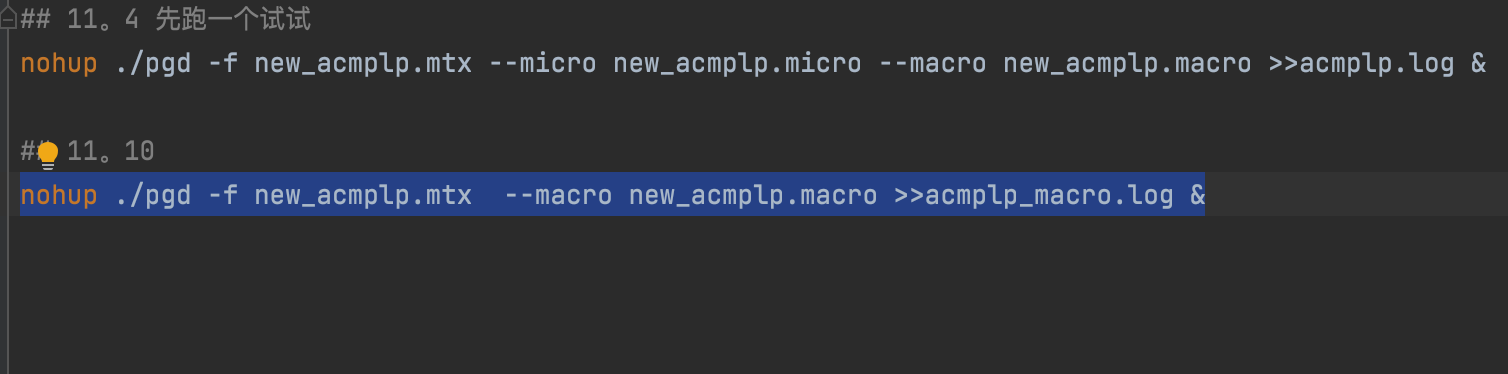 ## 11。4 先跑一个试试
nohup ./pgd -f new_acmplp.mtx --micro new_acmplp.micro --macro new_acmplp.macro >>acmplp.log &
## 11。10
nohup ./pgd -f new_acmplp.mtx  --macro new_acmplp.macro >>acmplp_macro.log &